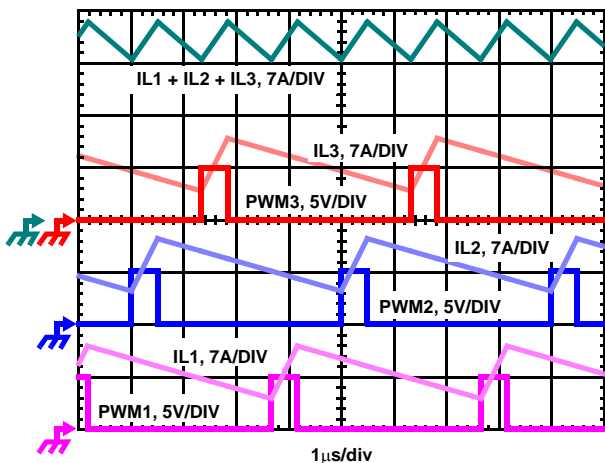 IL1 + IL2 + IL3, 7A/DIV
IL3, 7A/DIV
PWM3, 5V/DIV
IL2, 7A/DIV
PWM2, 5V/DIV
IL1, 7A/DIV
PWM1, 5V/DIV
1μs/div